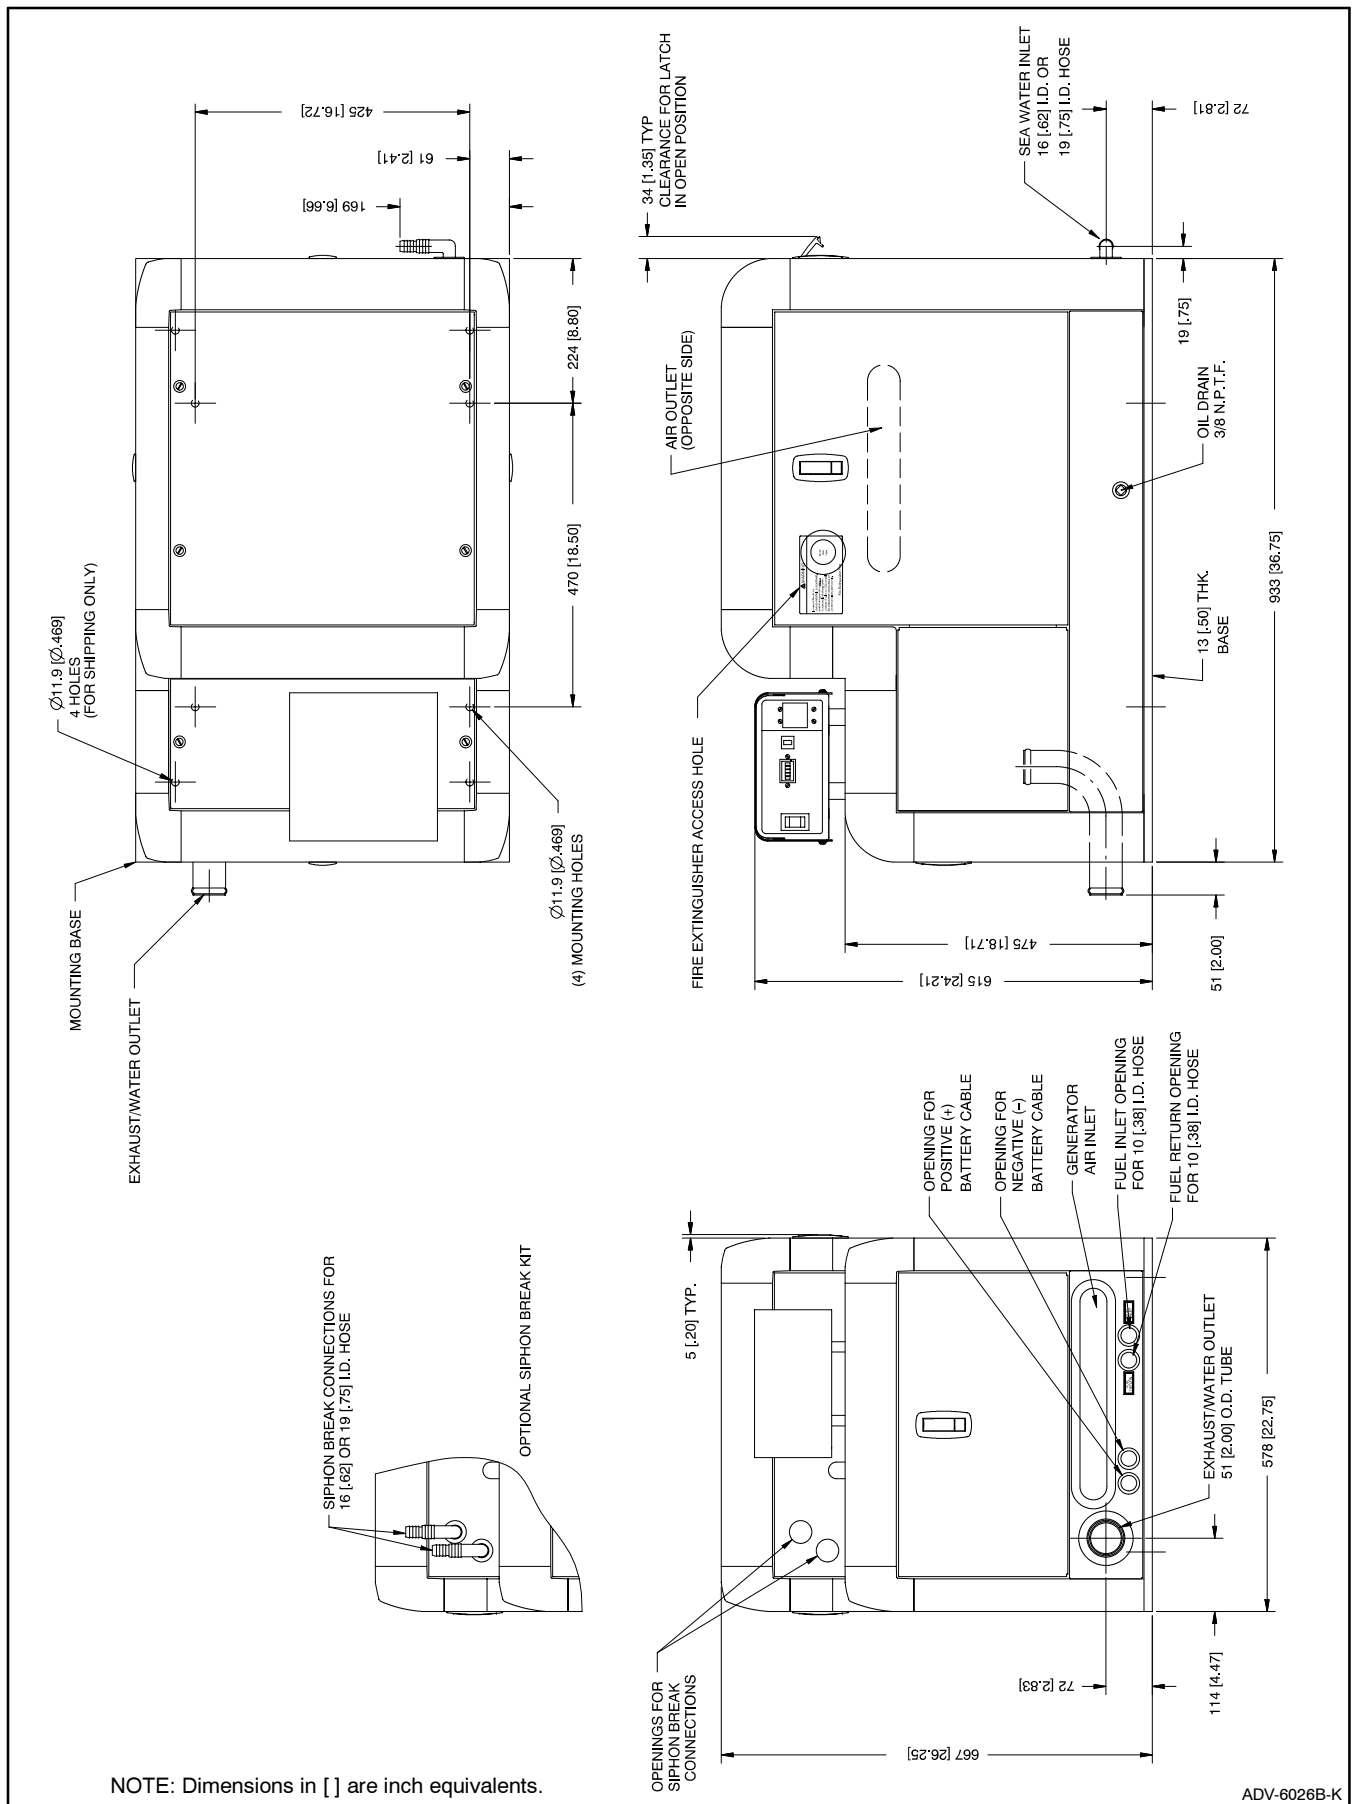 425 [16.72]
61 [2.41]
169 [6.66]
224 [8.80]
470 [18.50]
Ø11.9 [Ø.469]
4 HOLES
(FOR SHIPPING ONLY)
Ø11.9 [Ø.469]
(4) MOUNTING HOLES
MOUNTING BASE
EXHAUST/WATER OUTLET
34 [1.35] TYP
CLEARANCE FOR LATCH
IN OPEN POSITION
SEA WATER INLET
16 [.62] I.D. OR
19 [.75] I.D. HOSE
72 [2.81]
19 [.75]
AIR OUTLET
(OPPOSITE SIDE)
OIL DRAIN
3/8 N.P.T.F.
933 [36.75]
13 [.50] THK.
BASE
FIRE EXTINGUISHER ACCESS HOLE
475 [18.71]
615 [24.21]
51 [2.00]
SIPHON BREAK CONNECTIONS FOR
16 [.62] OR 19 [.75] I.D. HOSE
OPTIONAL SIPHON BREAK KIT
5 [.20] TYP.
OPENING FOR
POSITIVE (+)
BATTERY CABLE
OPENING FOR
NEGATIVE (-)
BATTERY CABLE
GENERATOR
AIR INLET
FUEL INLET OPENING
FOR 10 [.38] I.D. HOSE
FUEL RETURN OPENING
FOR 10 [.38] I.D. HOSE
EXHAUST/WATER OUTLET
51 [2.00] O.D. TUBE
578 [22.75]
OPENINGS FOR
SIPHON BREAK
CONNECTIONS
72 [2.83]
114 [4.47]
667 [26.25]
NOTE: Dimensions in [ ] are inch equivalents.
ADV-6026B-K